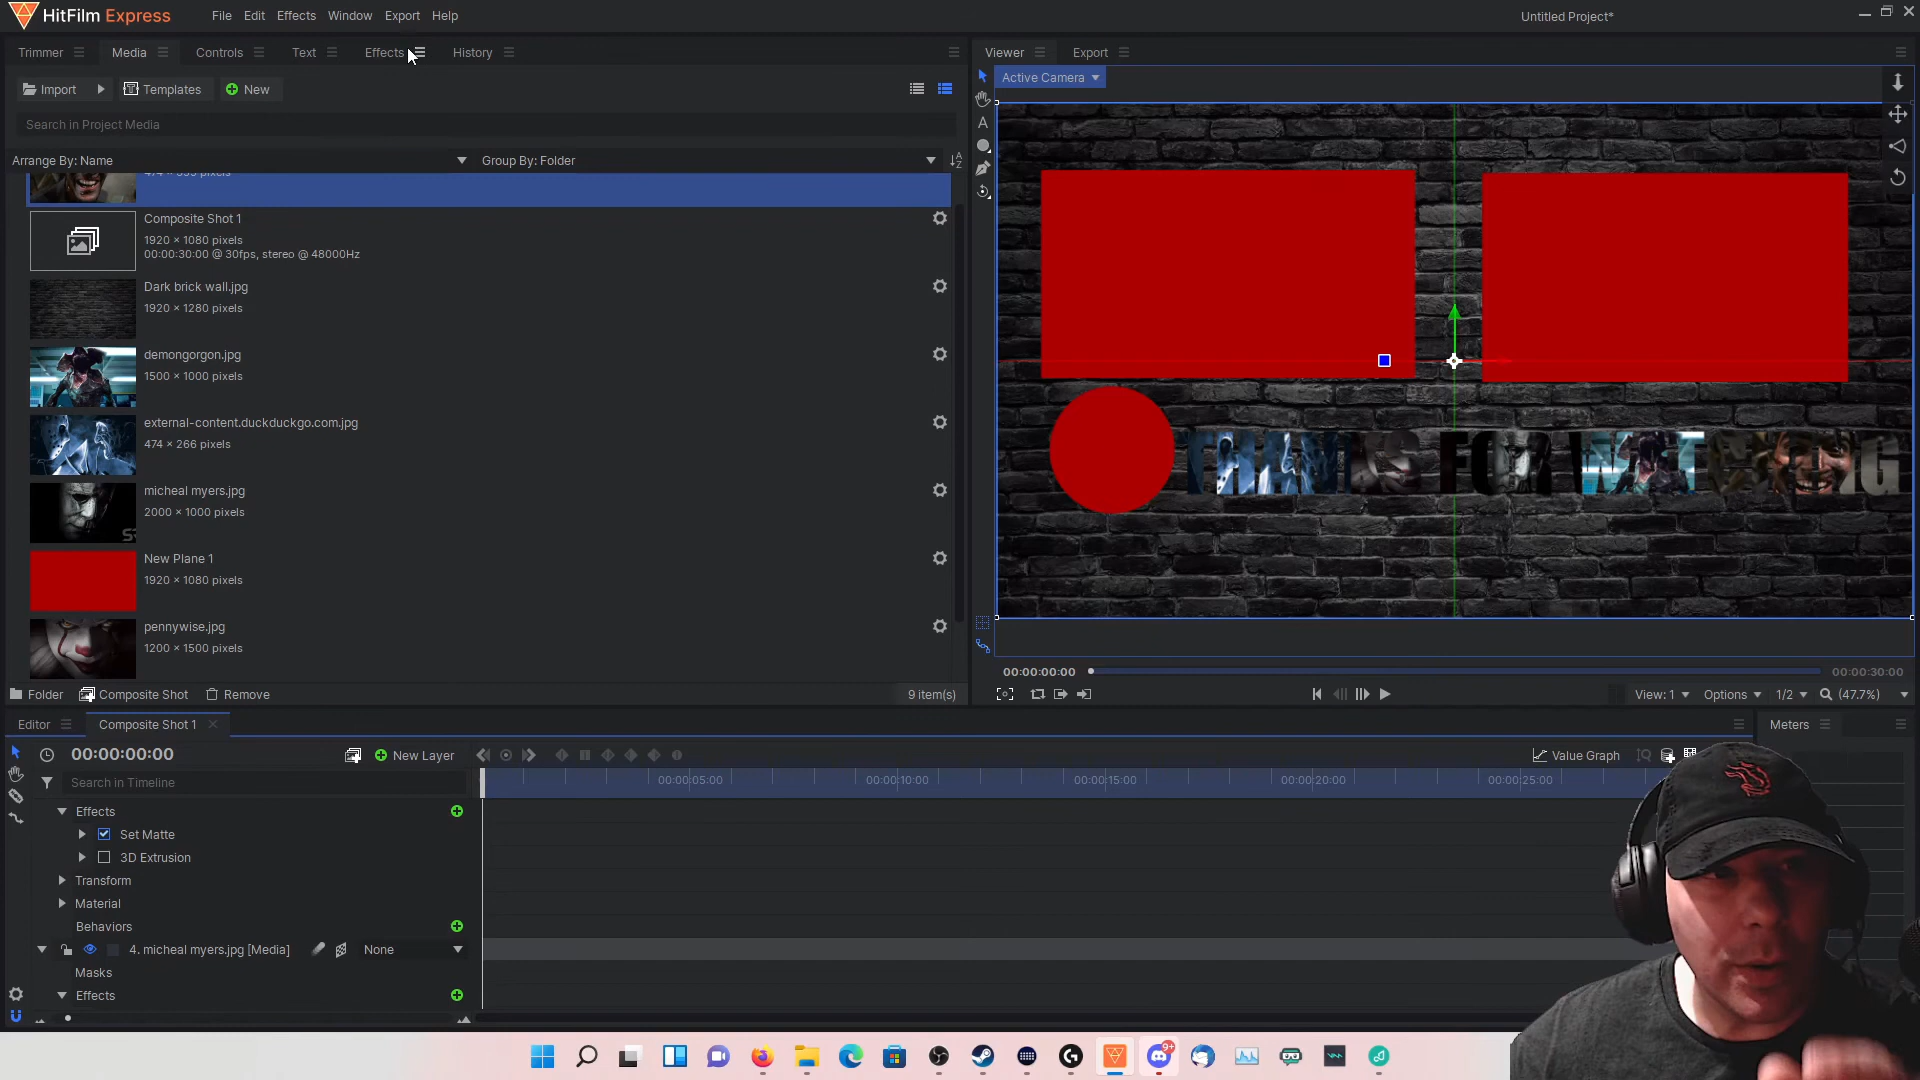 HitFilm Express File Edit Effects Window Export Help Untitled Project*
Trimmer Media Controls Text Effects History Viewer Export
Active Camera
Import Templates New
Search in Project Media
Arrange By: Name Group By: Folder
Composite Shot 1
1920 × 1080 pixels
00:00:30:00 @ 30fps, stereo @ 48000Hz
Dark brick wall.jpg
1920 × 1280 pixels
demongorgon.jpg
1500 × 1000 pixels
external-content.duckduckgo.com.jpg
474 × 266 pixels
micheal myers.jpg
2000 × 1000 pixels
New Plane 1
1920 × 1080 pixels
pennywise.jpg
1200 × 1500 pixels
Folder Composite Shot Remove 9 item(s)
THANKS FOR WATCHING
00:00:00:00 00:00:30:00
View: 1 Options 1/2 (47.7%)
Editor Composite Shot 1 Meters
00:00:00:00 New Layer Value Graph
Search in Timeline 00:00:05:00 00:00:10:00 00:00:15:00 00:00:20:00 00:00:25:00
Effects
Set Matte
3D Extrusion
Transform
Material
Behaviors
4. micheal myers.jpg [Media] None
Masks
Effects
9+